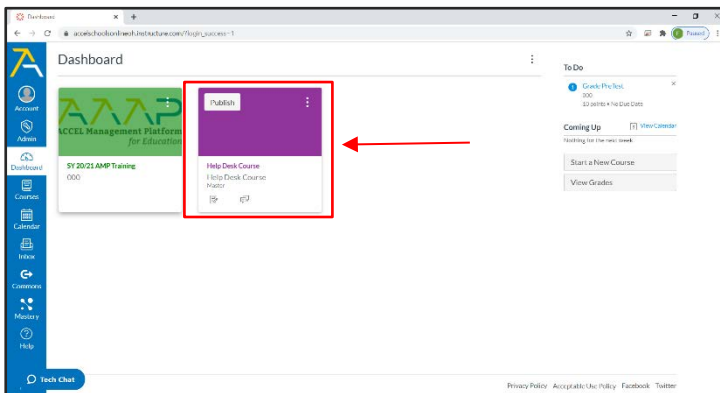 Dashboard
accelschoolsonlineoh.instructure.com/?login_success=1
Paused
Account
Admin
Dashboard
Courses
Calendar
Inbox
Commons
Mastery
Help
Tech Chat
Dashboard
ACCEL Management Platform
for Education
SY 20/21 AMP Training
000
Publish
Help Desk Course
Help Desk Course
Master
To Do
Grade PreTest
000
10 points • No Due Date
Coming Up
View Calendar
Nothing for the next week
Start a New Course
View Grades
Privacy Policy
Acceptable Use Policy
Facebook
Twitter